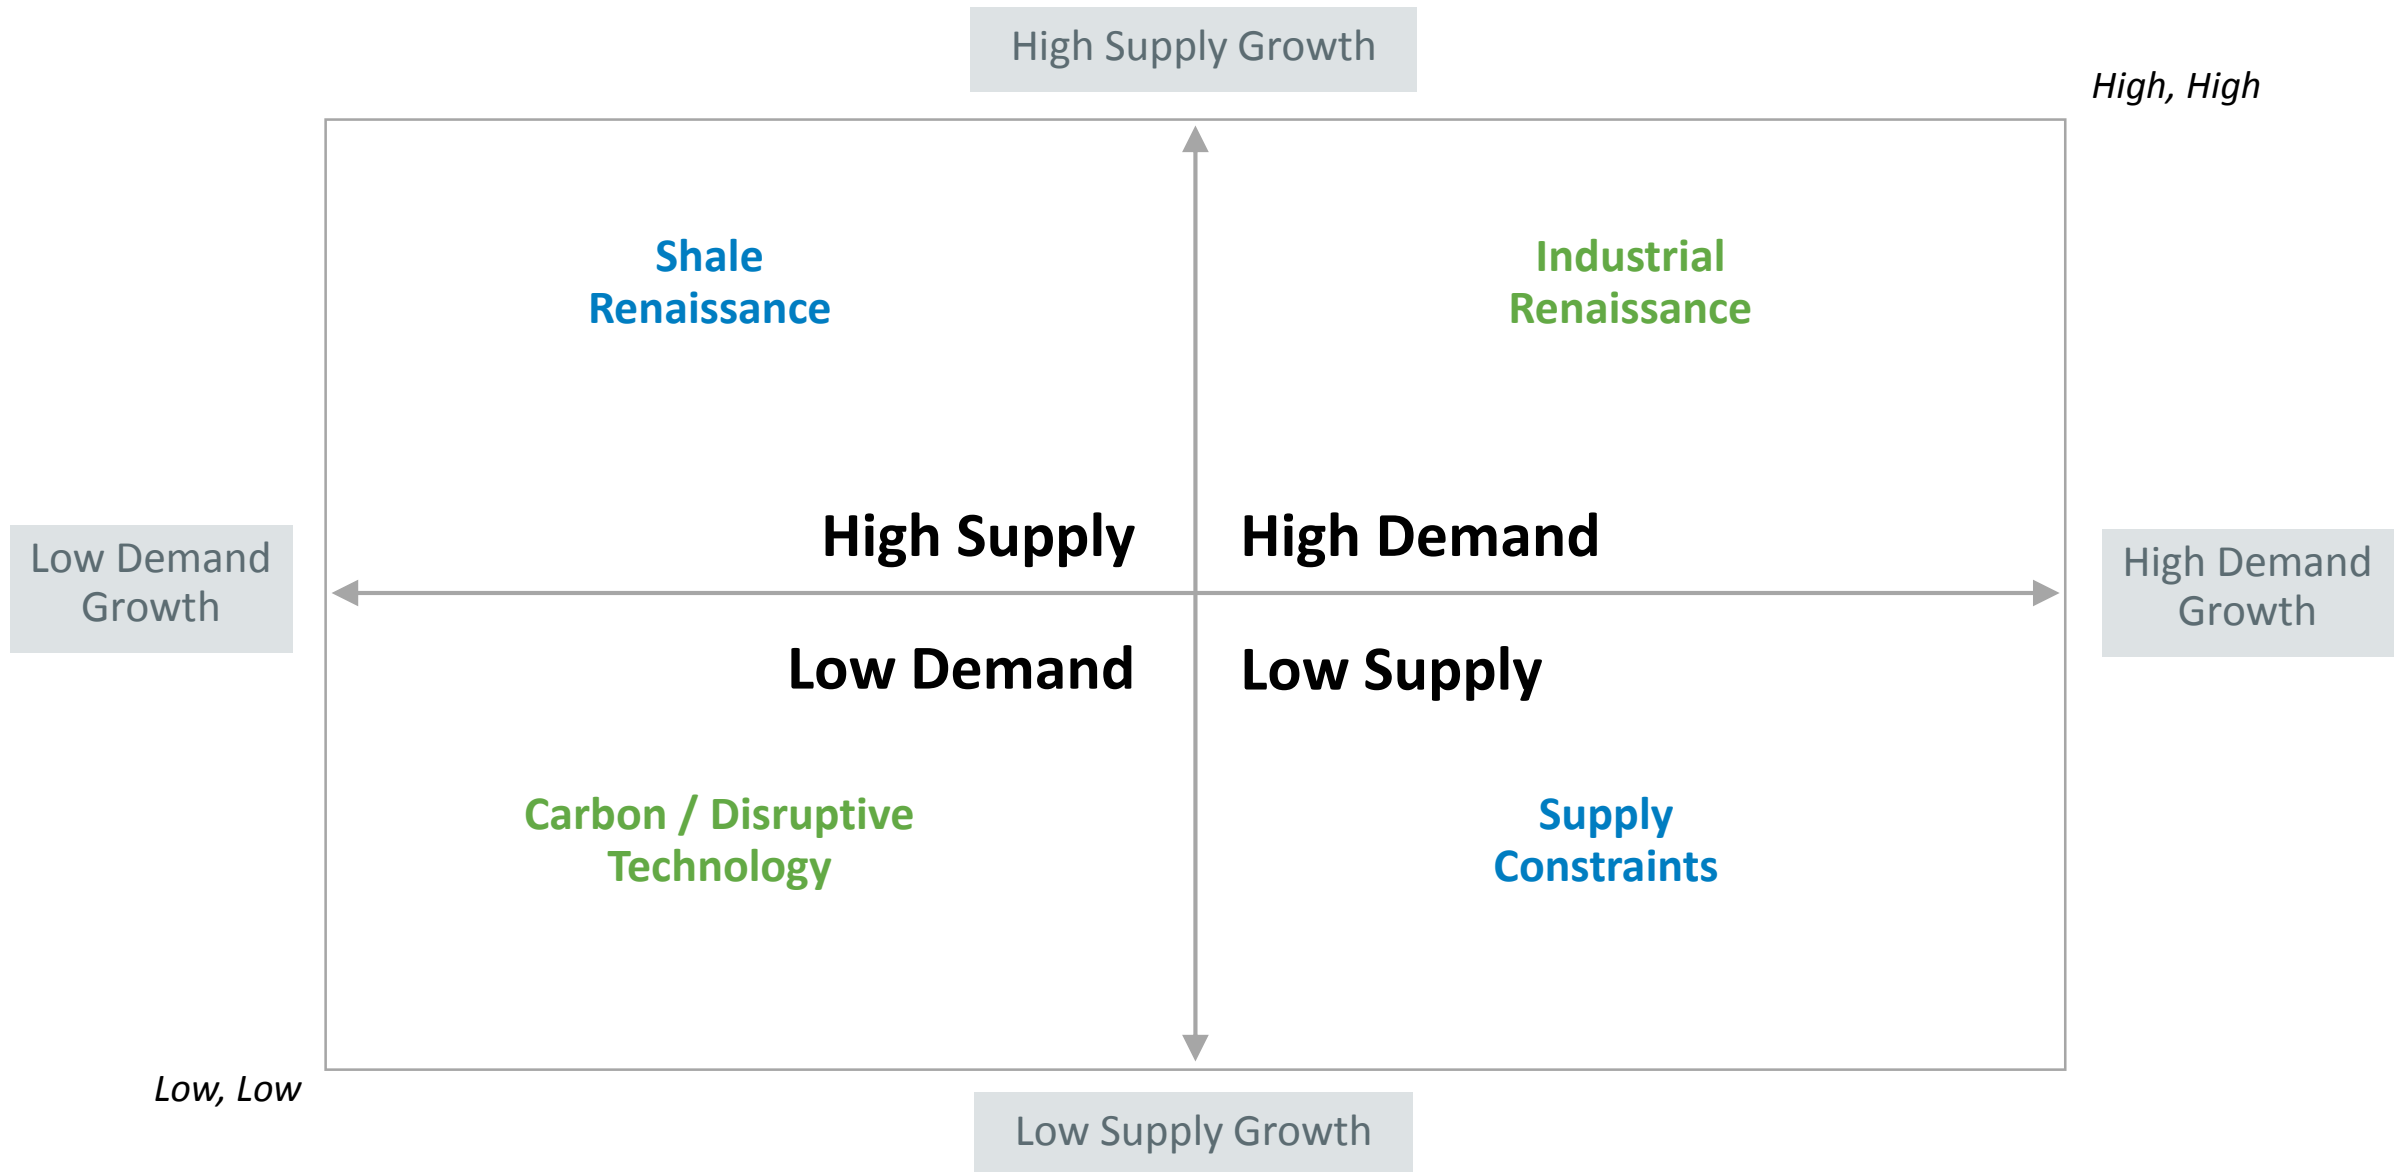 High Supply Growth
High, High
Shale
Renaissance
Industrial
Renaissance
High Supply
High Demand
Low Demand
Growth
High Demand
Growth
Low Demand
Low Supply
Carbon / Disruptive
Technology
Supply
Constraints
Low, Low
Low Supply Growth